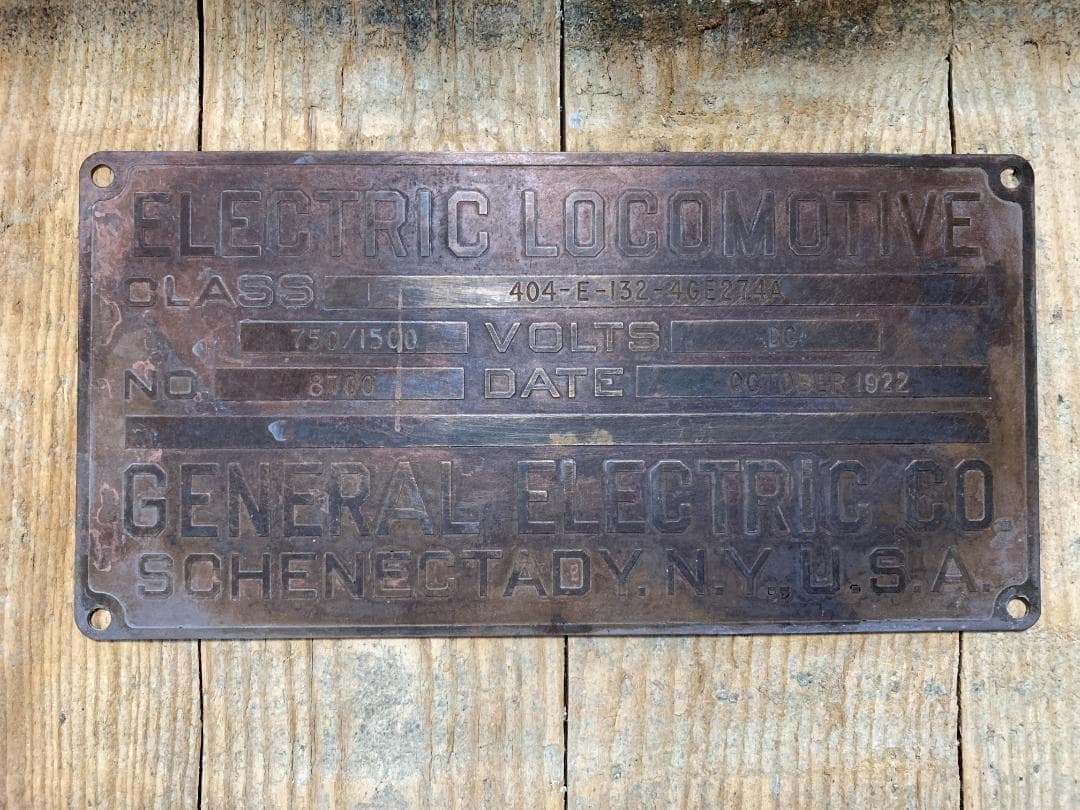 ELECTRIC LOCOMOTIVE
CLASS 404-E-132-4GE274A
750/1500 VOLTS DC
NO. 8700 DATE OCTOBER 1922
GENERAL ELECTRIC CO.
SCHENECTADY, N.Y., U.S.A.